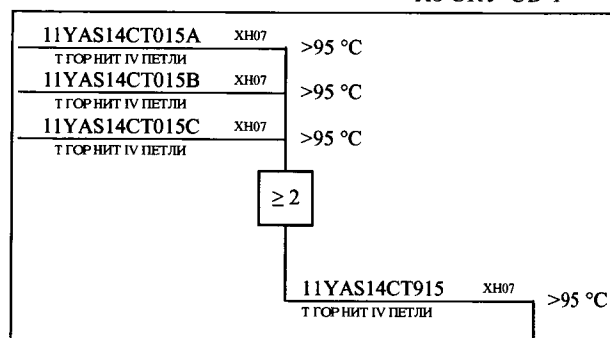 11YAS14CT015A XH07 >95 °C
Т ГОР НИТ IV ПЕТЛИ
11YAS14CT015B XH07 >95 °C
Т ГОР НИТ IV ПЕТЛИ
11YAS14CT015C XH07 >95 °C
Т ГОР НИТ IV ПЕТЛИ
≥ 2
11YAS14CT915 XH07 >95 °C
Т ГОР НИТ IV ПЕТЛИ